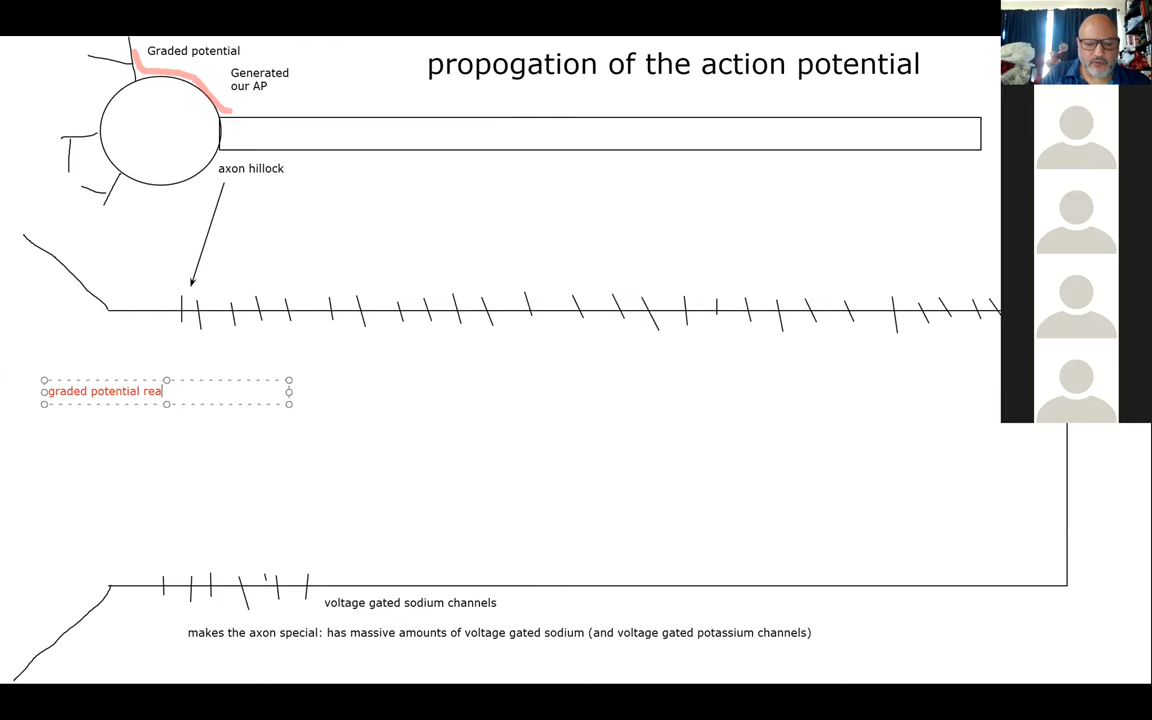 Graded potential
propogation of the action potential
Generated
our AP
axon hillock
graded potential rea
voltage gated sodium channels
makes the axon special: has massive amounts of voltage gated sodium (and voltage gated potassium channels)